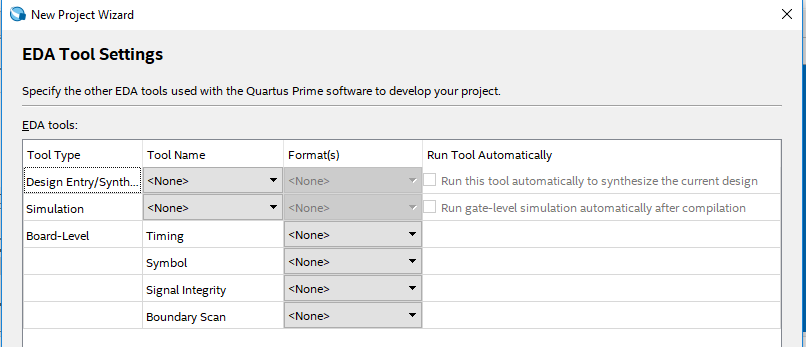 New Project Wizard
EDA Tool Settings
Specify the other EDA tools used with the Quartus Prime software to develop your project.
EDA tools:
Tool Type Tool Name Format(s) Run Tool Automatically
Design Entry/Synth... <None> <None> Run this tool automatically to synthesize the current design
Simulation <None> <None> Run gate-level simulation automatically after compilation
Board-Level Timing <None>
Symbol <None>
Signal Integrity <None>
Boundary Scan <None>